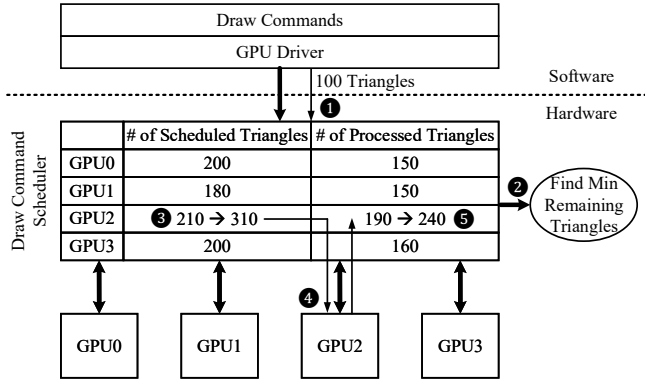 Draw Commands
GPU Driver
100 Triangles
Software
❶
Hardware
Draw Command
Scheduler
# of Scheduled Triangles # of Processed Triangles
GPU0 200 150
GPU1 180 150
GPU2 ❸ 210 → 310 190 → 240 ❺
GPU3 200 160
❷
Find Min
Remaining
Triangles
❹
GPU0 GPU1 GPU2 GPU3